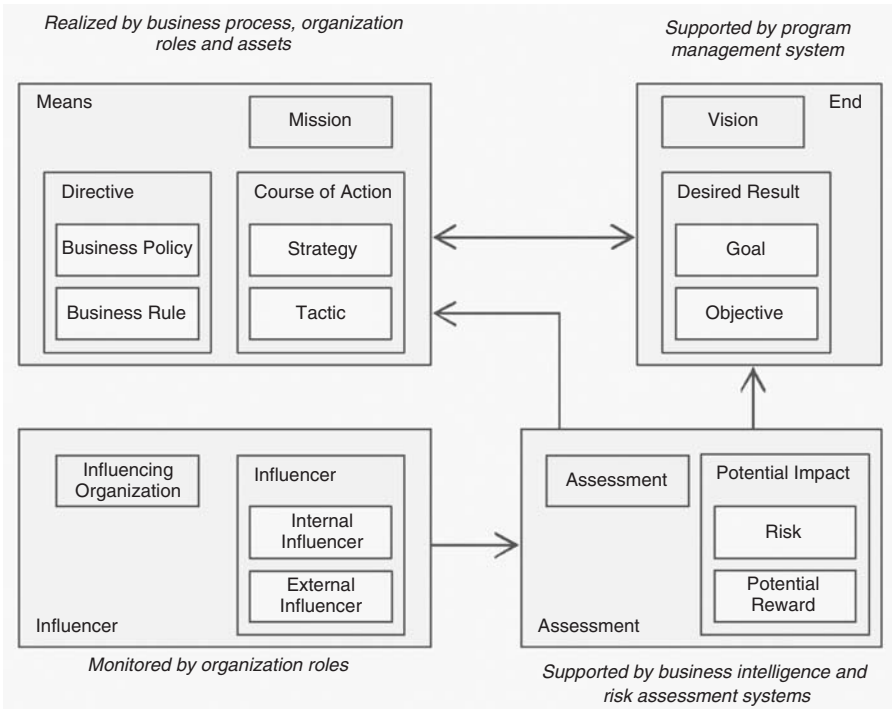 Realized by business process, organization
roles and assets
Supported by program
management system
Means
Mission
Directive
Business Policy
Business Rule
Course of Action
Strategy
Tactic
End
Vision
Desired Result
Goal
Objective
Influencing
Organization
Influencer
Internal
Influencer
External
Influencer
Influencer
Monitored by organization roles
Assessment
Potential Impact
Risk
Potential
Reward
Assessment
Supported by business intelligence and
risk assessment systems